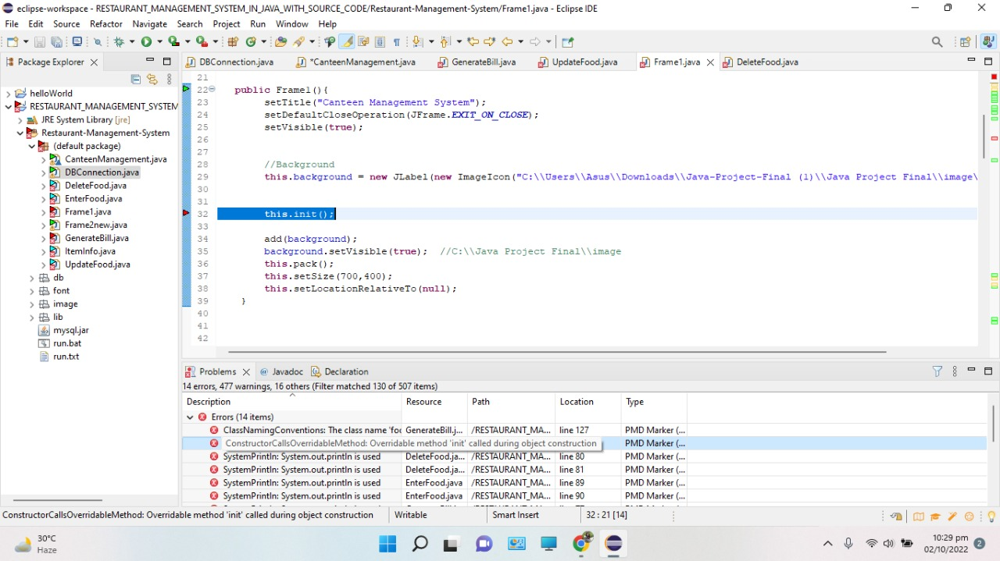 eclipse-workspace - RESTAURANT_MANAGEMENT_SYSTEM_IN_JAVA_WITH_SOURCE_CODE/Restaurant-Management-System/Frame1.java - Eclipse IDE
File Edit Source Refactor Navigate Search Project Run Window Help
Package Explorer
DBConnection.java *CanteenManagement.java GenerateBill.java UpdateFood.java Frame1.java DeleteFood.java
helloWorld
RESTAURANT_MANAGEMENT_SYSTEM
JRE System Library [jre]
Restaurant-Management-System
(default package)
CanteenManagement.java
DBConnection.java
DeleteFood.java
EnterFood.java
Frame1.java
Frame2new.java
GenerateBill.java
ItemInfo.java
UpdateFood.java
db
font
image
lib
mysql.jar
run.bat
run.txt
21
22 public Frame1(){
23 setTitle("Canteen Management System");
24 setDefaultCloseOperation(JFrame.EXIT_ON_CLOSE);
25 setVisible(true);
26
27
28 //Background
29 this.background = new JLabel(new ImageIcon("C:\\Users\\Asus\\Downloads\\Java-Project-Final (1)\\Java Project Final\\image\
30
31
32 this.init();
33
34 add(background);
35 background.setVisible(true); //C:\\Java Project Final\\image
36 this.pack();
37 this.setSize(700,400);
38 this.setLocationRelativeTo(null);
39 }
40
41
42
Problems Javadoc Declaration
14 errors, 477 warnings, 16 others (Filter matched 130 of 507 items)
Description Resource Path Location Type
Errors (14 items)
ClassNamingConventions: The class name 'foo GenerateBill.j... /RESTAURANT_MA... line 127 PMD Marker (...
ConstructorCallsOverridableMethod: Overridable method 'init' called during object construction PMD Marker (...
SystemPrintln: System.out.println is used DeleteFood.ja... /RESTAURANT_MA... line 80 PMD Marker (...
SystemPrintln: System.out.println is used DeleteFood.ja... /RESTAURANT_MA... line 81 PMD Marker (...
SystemPrintln: System.out.println is used EnterFood.java /RESTAURANT_MA... line 89 PMD Marker (...
SystemPrintln: System.out.println is used EnterFood.java /RESTAURANT_MA... line 90 PMD Marker (...
ConstructorCallsOverridableMethod: Overridable method 'init' called during object construction Writable Smart Insert 32 : 21 [14]
30°C
Haze
10:29 pm
02/10/2022
2